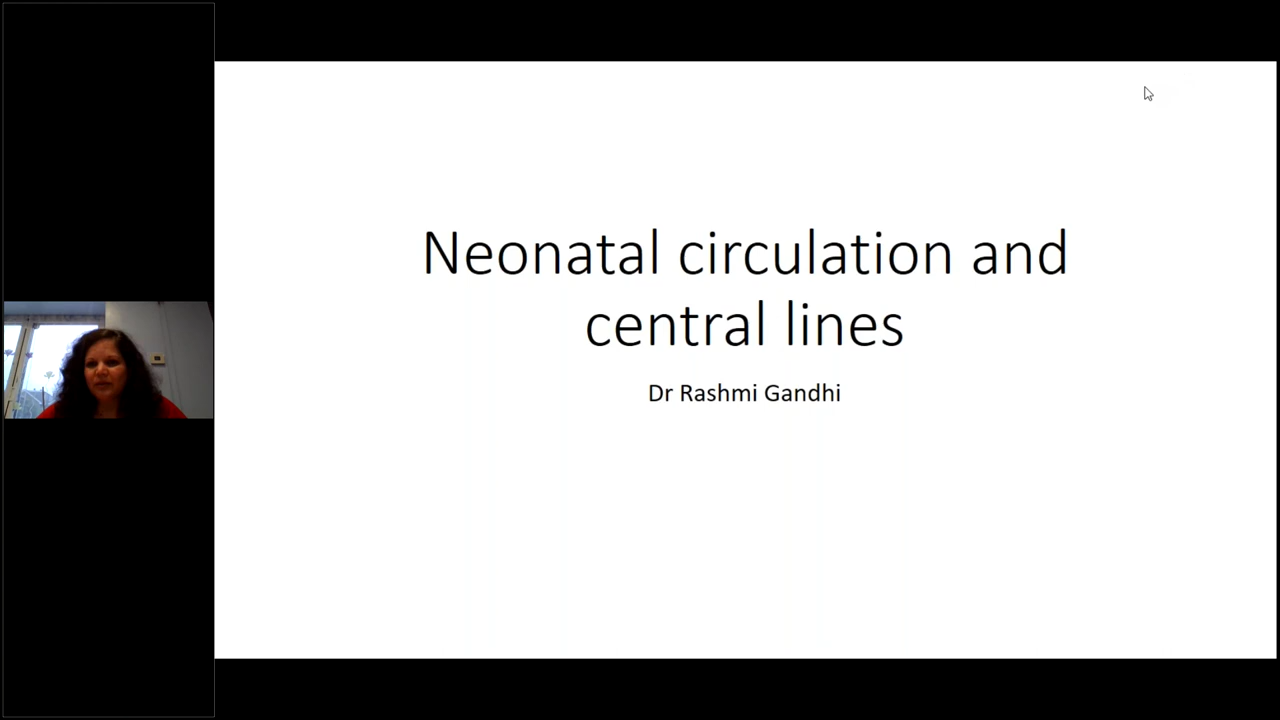 Neonatal circulation and
central lines
Dr Rashmi Gandhi